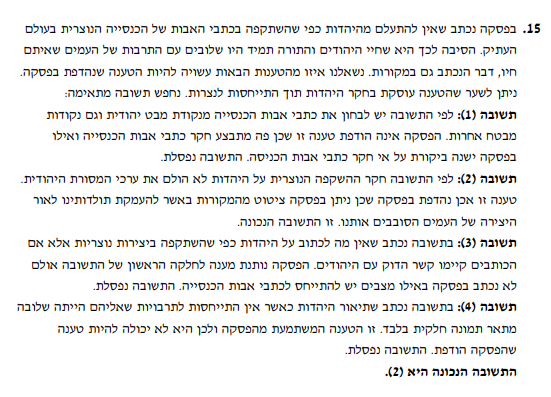 15. בפסקה נכתב שאין להתעלם מהיהדות כפי שהשתקפה בכתבי האבות של הכנסייה הנוצרית בעולם
העתיק. הסיבה לכך היא שחיי היהודים והתורה תמיד היו שלובים עם התרבות של העמים שאיתם
חיו, דבר הנכתב גם במקורות. נשאלנו איזו מהטענות הבאות עשויה להיות הטענה שנהדפת בפסקה.
ניתן לשער שהטענה עוסקת בחקר היהדות תוך התייחסות לנצרות. נחפש תשובה מתאימה:
תשובה (1): לפי התשובה יש לבחון את כתבי אבות הכנסייה מנקודת מבט יהודית וגם נקודות
מבטח אחרות. הפסקה אינה הודפת טענה זו שכן פה מתבצע חקר כתבי אבות הכנסייה ואילו
בפסקה ישנה ביקורת על אי חקר כתבי אבות הכניסה. התשובה נפסלת.
תשובה (2): לפי התשובה חקר ההשקפה הנוצרית על היהדות לא הולם את ערכי המסורת היהודית.
טענה זו אכן נהדפת בפסקה שכן ניתן בפסקה ציטוט מהמקורות באשר להעמקת תולדותינו לאור
היצירה של העמים הסובבים אותנו. זו התשובה הנכונה.
תשובה (3): בתשובה נכתב שאין מה לכתוב על היהדות כפי שהשתקפה ביצירות נוצריות אלא אם
הכותבים קיימו קשר הדוק עם היהודים. הפסקה נותנת מענה לחלקה הראשון של התשובה אולם
לא נכתב בפסקה באילו מצבים יש להתייחס לכתבי אבות הכנסייה. התשובה נפסלת.
תשובה (4): בתשובה נכתב שתיאור היהדות כאשר אין התייחסות לתרבויות שאליהם הייתה שלובה
מתאר תמונה חלקית בלבד. זו הטענה המשתמעת מהפסקה ולכן היא לא יכולה להיות טענה
שהפסקה הודפת. התשובה נפסלת.
התשובה הנכונה היא (2).